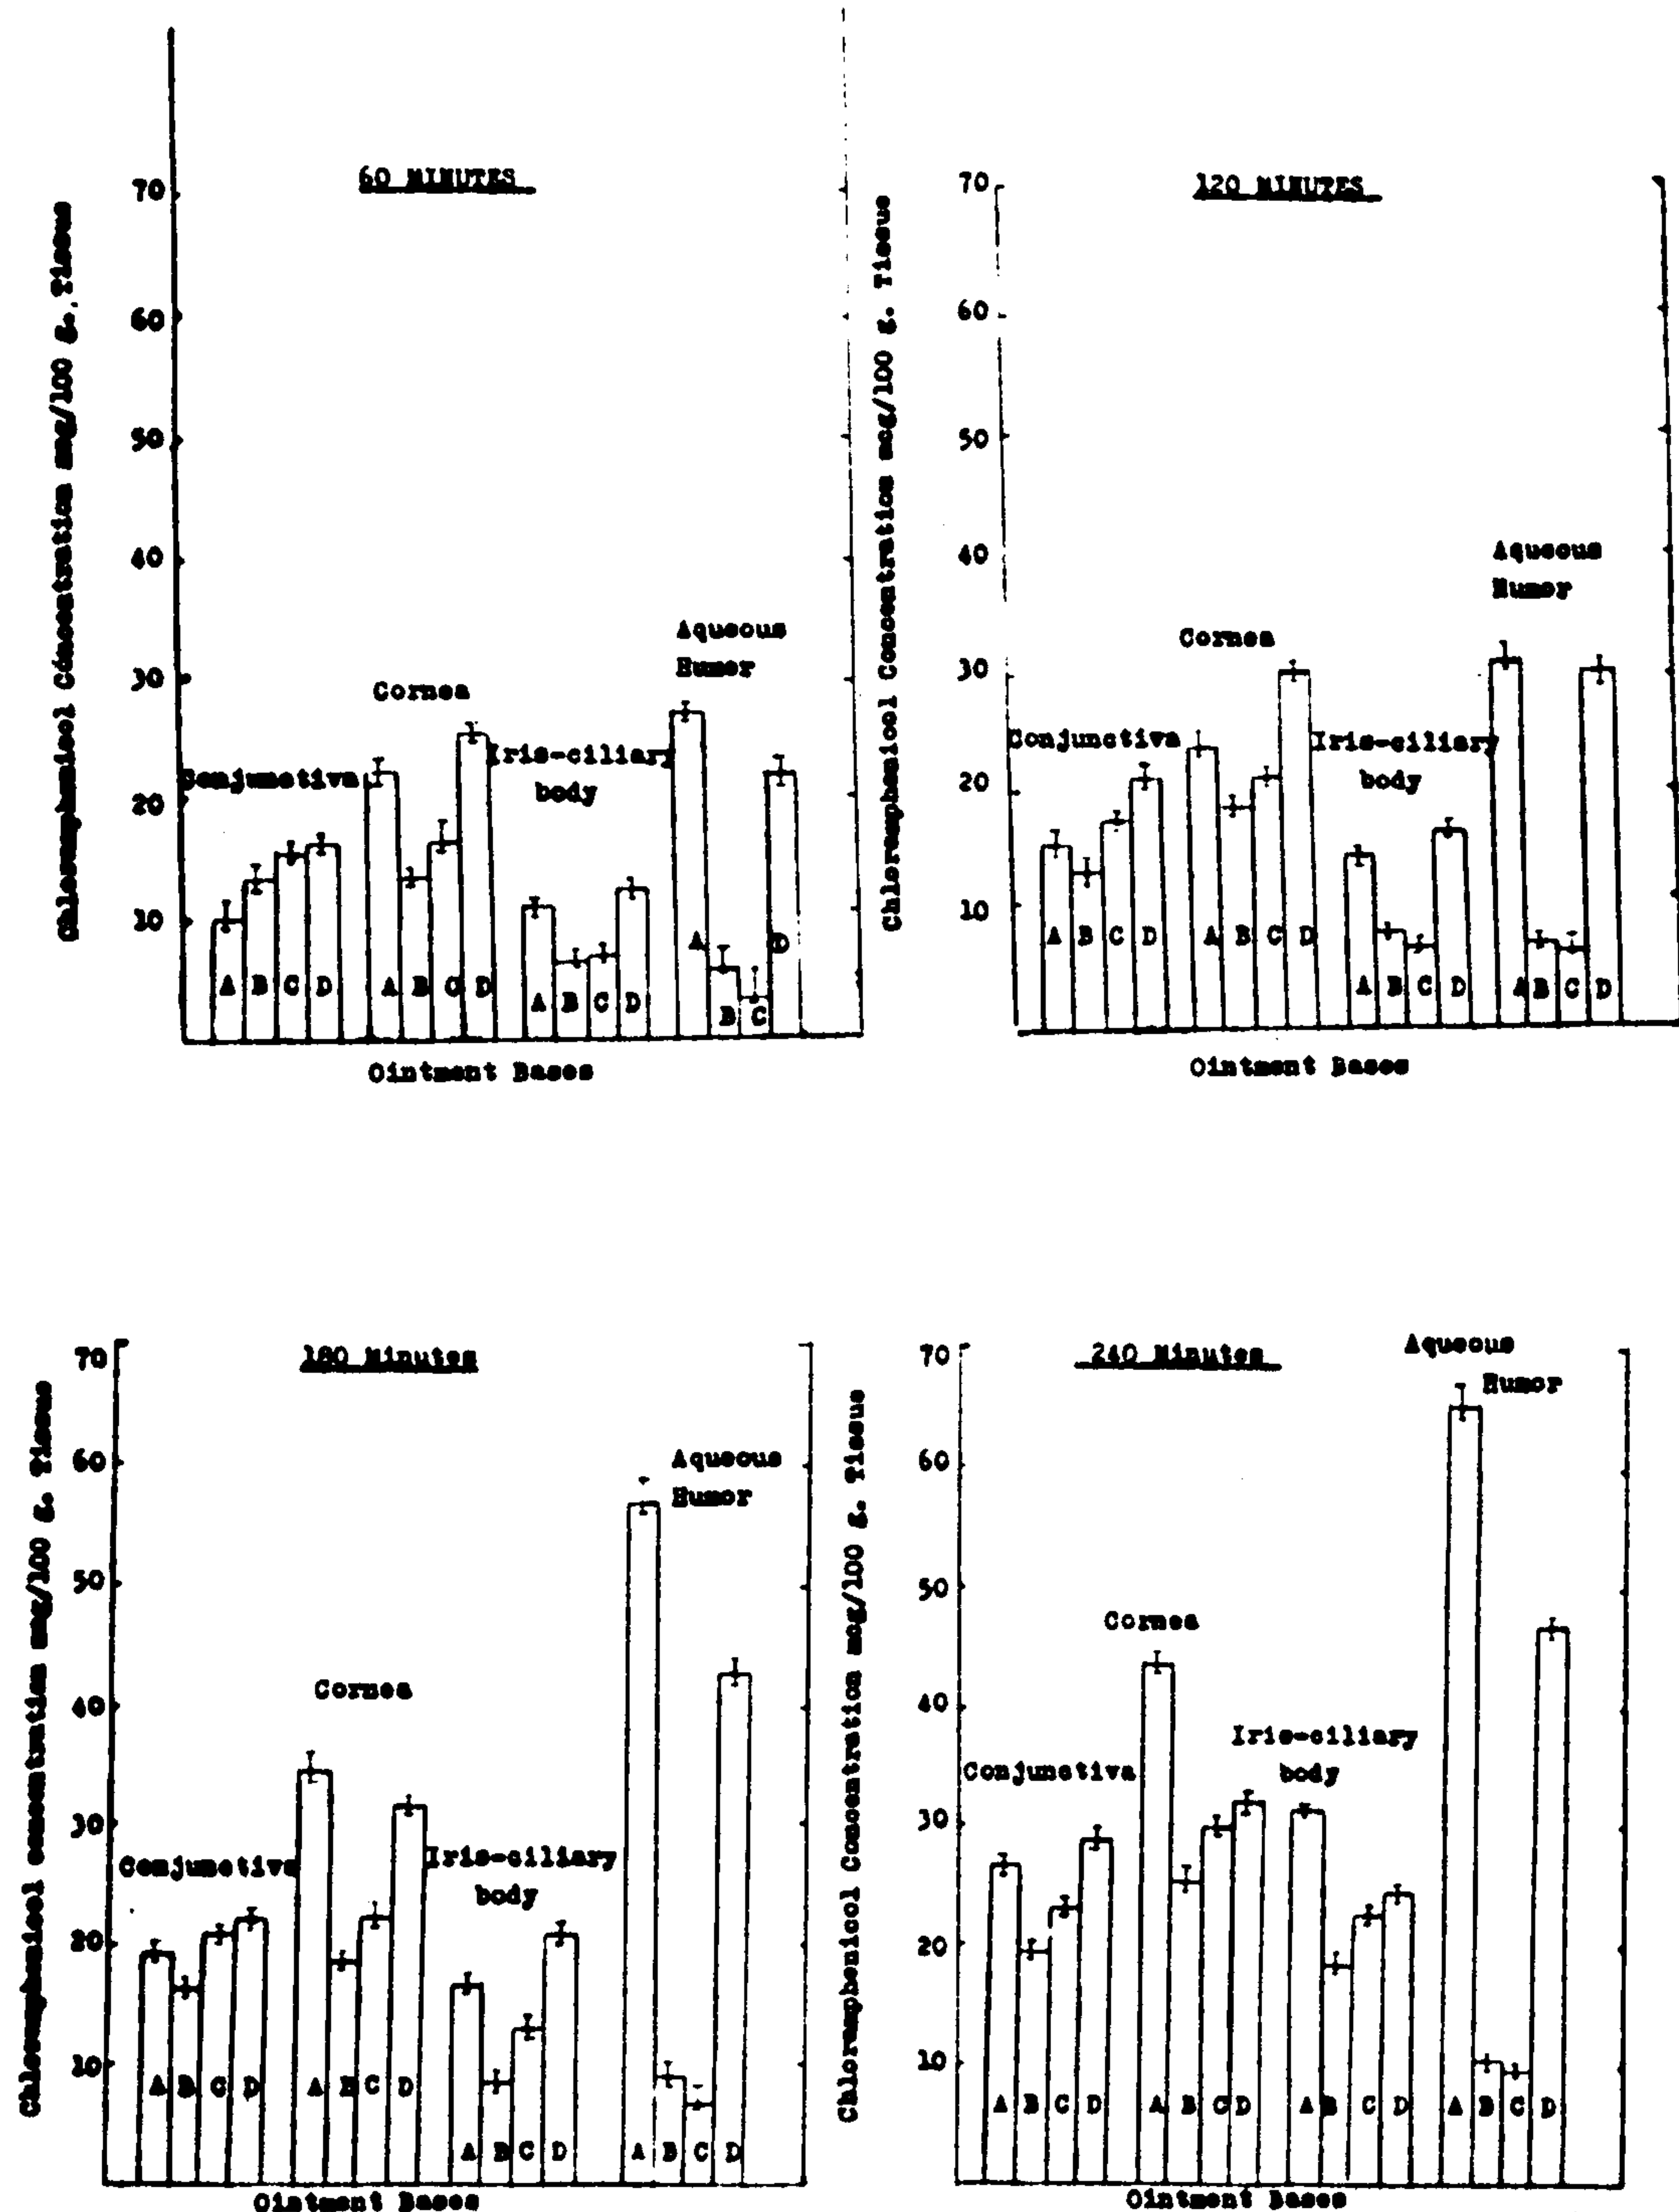 60 MINUTES
Chloramphenicol Concentration mcg/100 g. Tissue
70
60
50
40
30
20
10
Aqueous
Humor
Cornea
Iris-ciliary
body
Conjunctiva
A B C D A B C D A B C D A B C D
Ointment Bases
120 MINUTES
Chloramphenicol Concentration mcg/100 g. Tissue
70
60
50
40
30
20
10
Aqueous
Humor
Cornea
Conjunctiva
Iris-ciliary
body
A B C D A B C D A B C D A B C D
Ointment Bases
180 Minutes
Chloramphenicol concentration mcg/100 g. Tissue
70
60
50
40
30
20
10
Aqueous
Humor
Cornea
Conjunctiva
Iris-ciliary
body
A B C D A B C D A B C D A B C D
Ointment Bases
240 Minutes
Chloramphenicol Concentration mcg/100 g. Tissue
70
60
50
40
30
20
10
Aqueous
Humor
Cornea
Iris-ciliary
body
Conjunctiva
A B C D A B C D A B C D A B C D
Ointment Bases